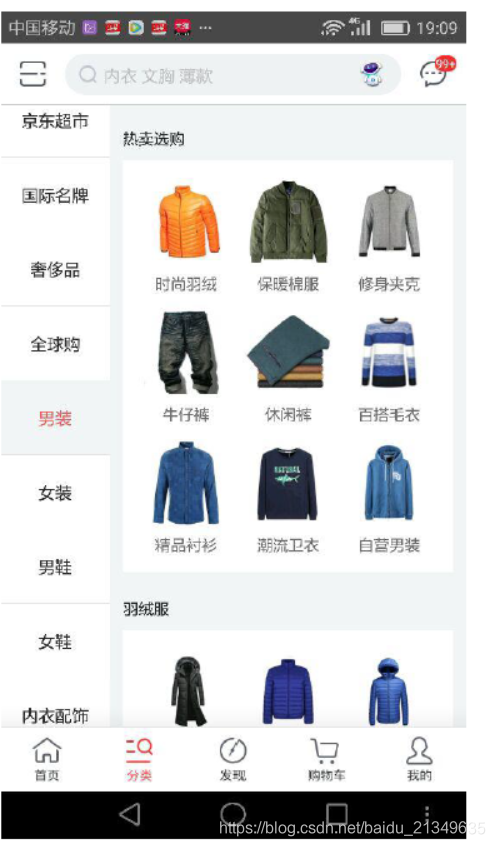 中国移动 ... 4G 19:09
内衣 文胸 薄款
99+
京东超市
国际名牌
奢侈品
全球购
男装
女装
男鞋
女鞋
内衣配饰
热卖选购
时尚羽绒 保暖棉服 修身夹克
牛仔裤 休闲裤 百搭毛衣
精品衬衫 潮流卫衣 自营男装
羽绒服
首页 分类 发现 购物车 我的
https://blog.csdn.net/baidu_21349635